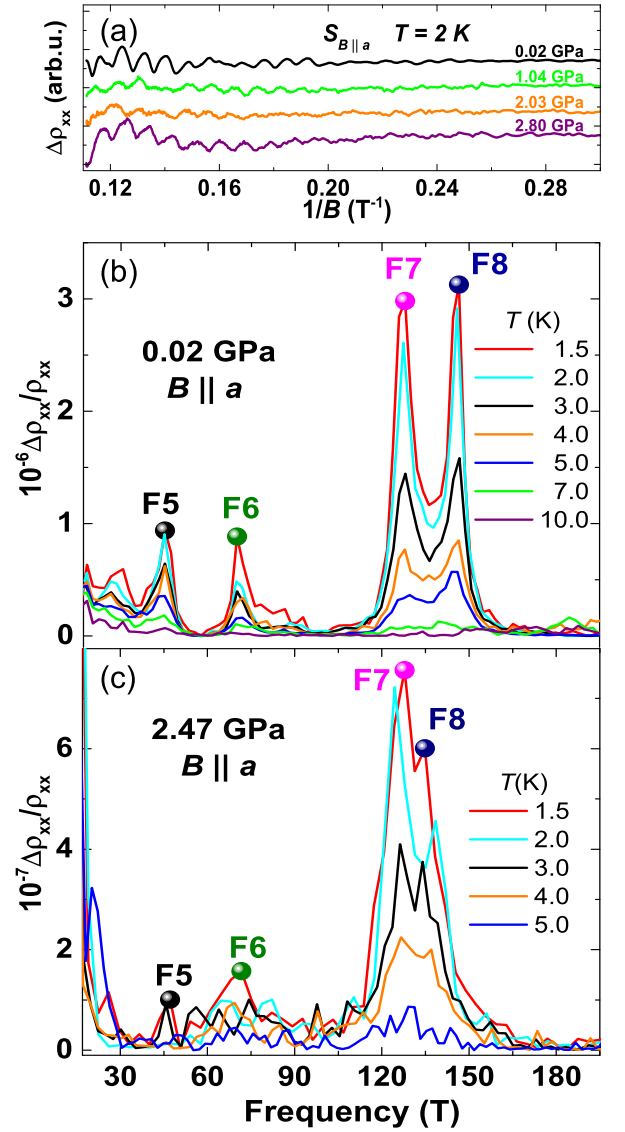 (a)
S_B || a T = 2 K
0.02 GPa
1.04 GPa
2.03 GPa
2.80 GPa
Δρxx (arb.u.)
0.12 0.16 0.20 0.24 0.28
1/B (T⁻¹)
(b)
F7 F8
0.02 GPa
B || a
T (K)
1.5
2.0
3.0
4.0
5.0
7.0
10.0
F5 F6
3
2
1
0
10⁻⁶Δρxx/ρxx
(c)
F7
F8
2.47 GPa
B || a
T(K)
1.5
2.0
3.0
4.0
5.0
F6
F5
6
4
2
0
10⁻⁷Δρxx/ρxx
30 60 90 120 150 180
Frequency (T)